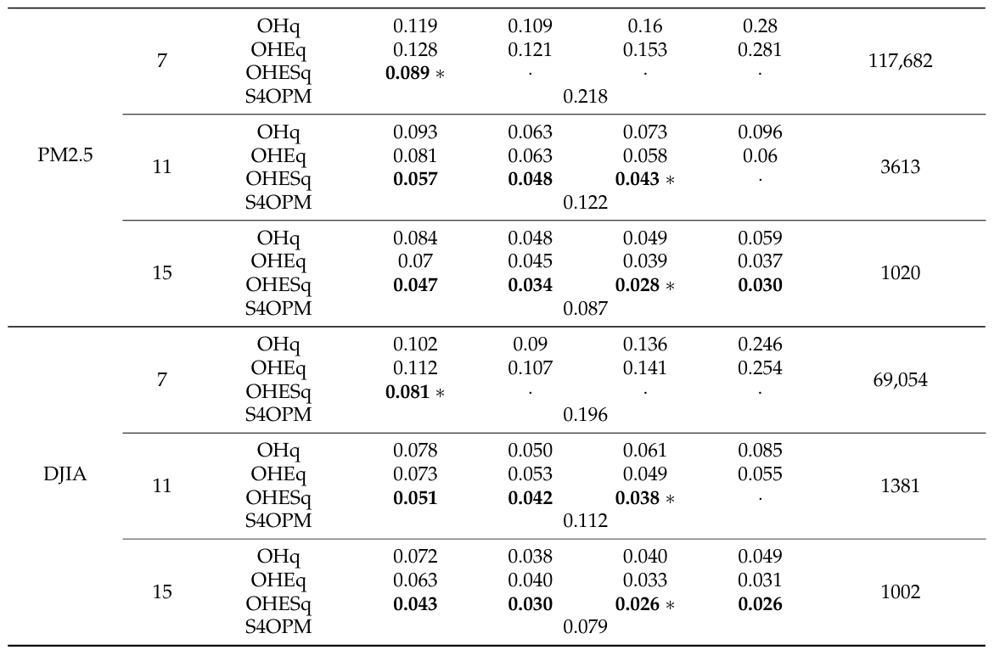 OHq 0.119 0.109 0.16 0.28
OHEq 0.128 0.121 0.153 0.281
7 117,682
OHESq 0.089 * · · ·
S4OPM 0.218
OHq 0.093 0.063 0.073 0.096
PM2.5
OHEq 0.081 0.063 0.058 0.06
11 3613
OHESq 0.057 0.048 0.043 * ·
S4OPM 0.122
OHq 0.084 0.048 0.049 0.059
OHEq 0.07 0.045 0.039 0.037
15 1020
OHESq 0.047 0.034 0.028 * 0.030
S4OPM 0.087
OHq 0.102 0.09 0.136 0.246
OHEq 0.112 0.107 0.141 0.254
7 69,054
OHESq 0.081 * · · ·
S4OPM 0.196
OHq 0.078 0.050 0.061 0.085
DJIA OHEq 0.073 0.053 0.049 0.055
11 1381
OHESq 0.051 0.042 0.038 * ·
S4OPM 0.112
OHq 0.072 0.038 0.040 0.049
OHEq 0.063 0.040 0.033 0.031
15 1002
OHESq 0.043 0.030 0.026 * 0.026
S4OPM 0.079